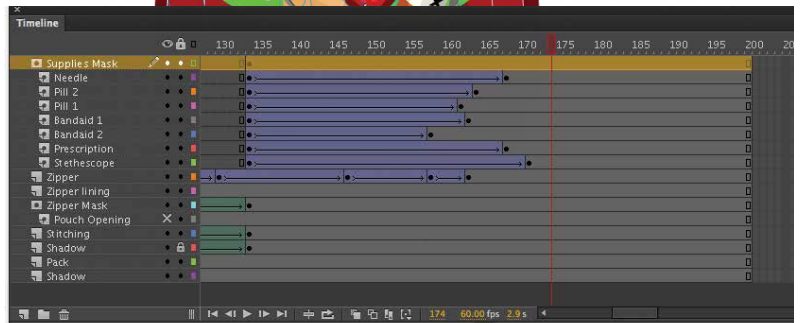 Timeline
130 135 140 145 150 155 160 165 170 175 180 185 190 195 200 20
Supplies Mask
Needle
Pill 2
Pill 1
Bandaid 1
Bandaid 2
Prescription
Stethescope
Zipper
Zipper lining
Zipper Mask
Pouch Opening
Stitching
Shadow
Pack
Shadow
174 60.00 fps 2.9 s